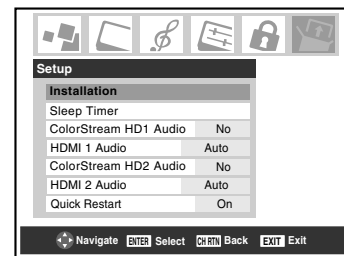 Setup
Installation
Sleep Timer
ColorStream HD1 Audio No
HDMI 1 Audio Auto
ColorStream HD2 Audio No
HDMI 2 Audio Auto
Quick Restart On
Navigate ENTER Select CH RTN Back EXIT Exit